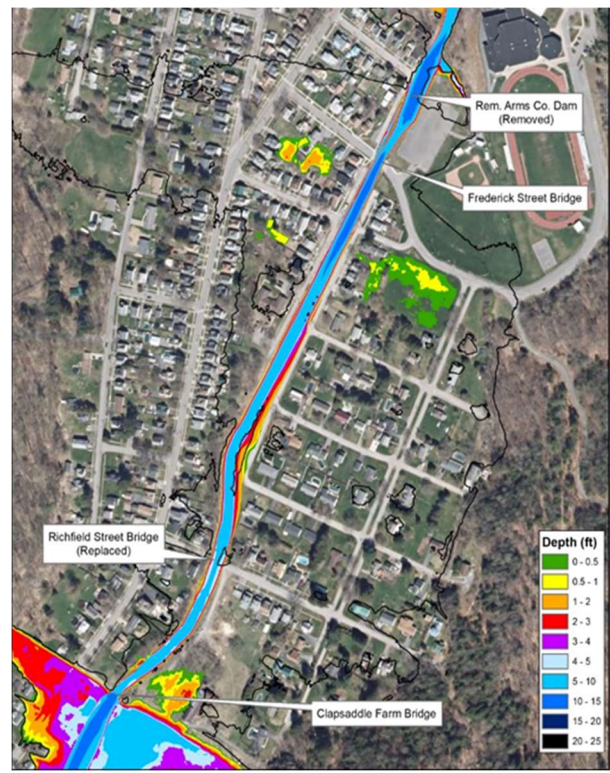 Rem. Arms Co. Dam
(Removed)
Frederick Street Bridge
Richfield Street Bridge
(Replaced)
Clapsaddle Farm Bridge
Depth (ft)
0 - 0.5
0.5 - 1
1 - 2
2 - 3
3 - 4
4 - 5
5 - 10
10 - 15
15 - 20
20 - 25